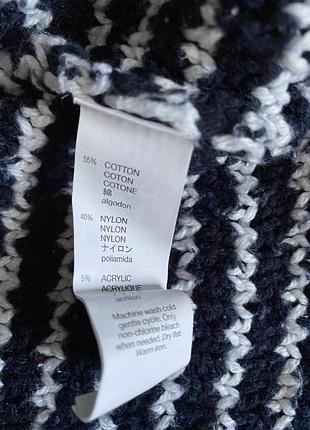 55% COTTON
COTON
COTONE
綿
algodon
40% NYLON
NYLON
NYLON
ナイロン
poliamida
5% ACRYLIC
ACRYLIQUE
Machine wash cold
gentle cycle. Only
non-chlorine bleach
when needed. Dry flat.
Warm iron.